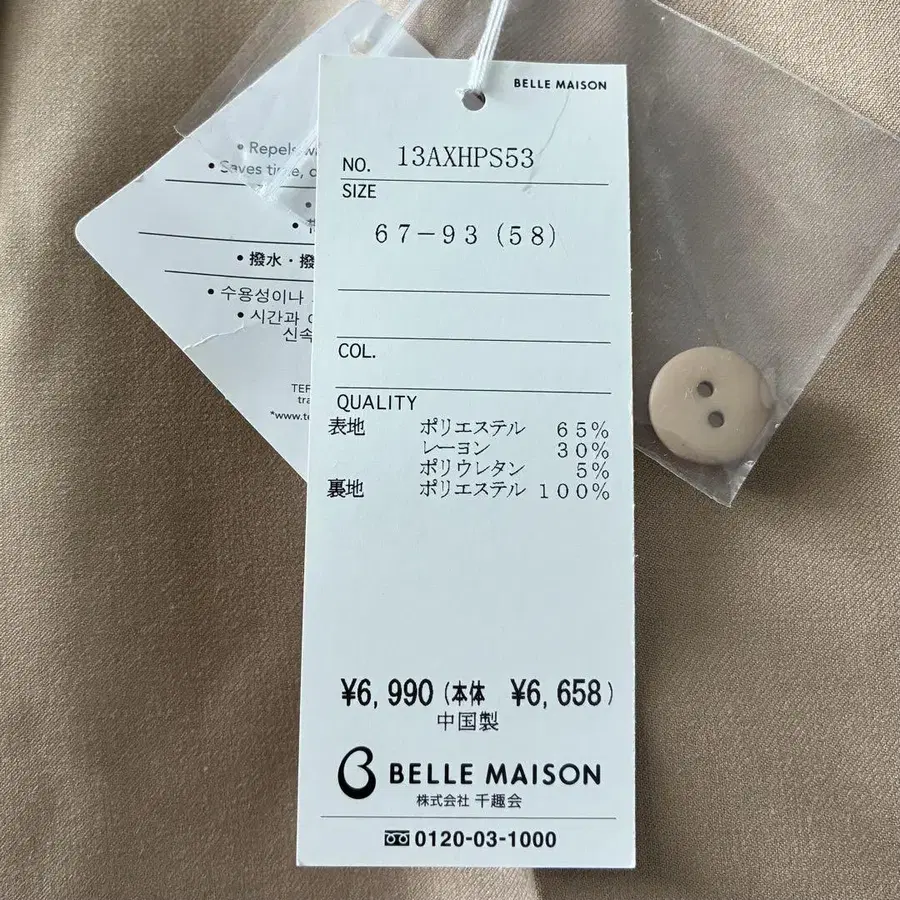 BELLE MAISON
NO. 13AXHPS53
SIZE
67-93(58)
COL.
QUALITY
表地 ポリエステル 65%
レーヨン 30%
ポリウレタン 5%
裏地 ポリエステル 100%
¥6,990(本体 ¥6,658)
中国製
BELLE MAISON
株式会社 千趣会
0120-03-1000
• Repels
• Saves time,
• 撥水・撥
• 수용성이나
• 시간과
신속